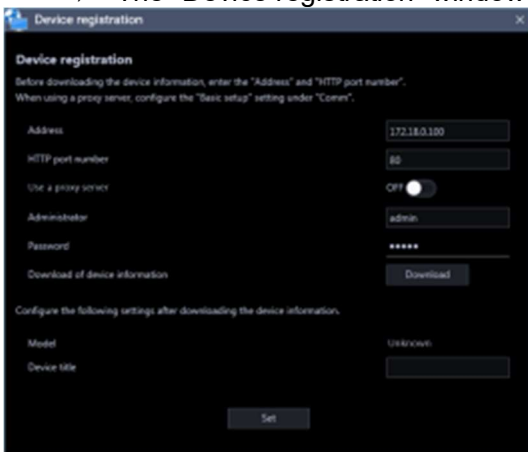 The "Device registration" window
Device registration
Device registration
Before downloading the device information, enter the "Address" and "HTTP port number".
When using a proxy server, configure the "Basic setup" setting under "Comm".
Address 172.18.0.100
HTTP port number 80
Use a proxy server OFF
Administrator admin
Password •••••
Download of device information Download
Configure the following settings after downloading the device information.
Model Unknown
Device title
Set